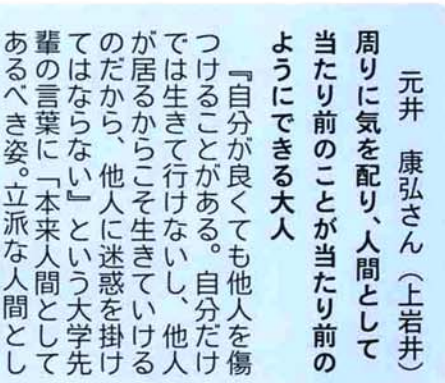 元井 康弘さん（上岩井）
周りに気を配り、人間として
当たり前のことが当たり前の
ようにできる大人
『自分が良くても他人を傷
つけることがある。自分だけ
では生きて行けないし、他人
が居るからこそ生きていける
のだから、他人に迷惑を掛け
てはならない』という大学先
輩の言葉に「本来人間として
あるべき姿。立派な人間とし